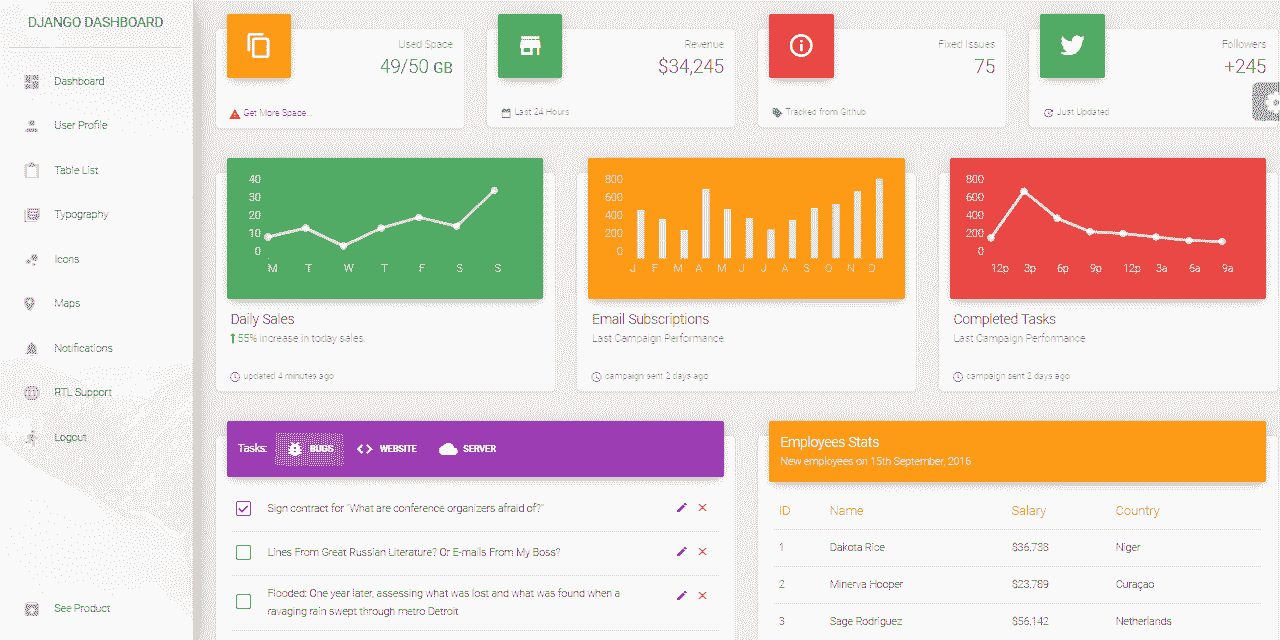 DJANGO DASHBOARD
Dashboard
User Profile
Table List
Typography
Icons
Maps
Notifications
RTL Support
Logout
See Product
Used Space
49/50 GB
Get More Space...
Revenue
$34,245
Last 24 Hours
Fixed Issues
75
Tracked from Github
Followers
+245
Just Updated
40
30
20
10
0
M T W T F S S
Daily Sales
55% increase in today sales.
updated 4 minutes ago
800
600
400
200
0
J F M A M J J A S O N D
Email Subscriptions
Last Campaign Performance
campaign sent 2 days ago
800
600
400
200
0
12p 3p 6p 9p 12p 3a 6a 9a
Completed Tasks
Last Campaign Performance
campaign sent 2 days ago
Tasks: BUGS WEBSITE SERVER
Sign contract for "What are conference organizers afraid of?"
Lines From Great Russian Literature? Or E-mails From My Boss?
Flooded: One year later, assessing what was lost and what was found when a
ravaging rain swept through metro Detroit
Employees Stats
New employees on 15th September, 2016
ID Name Salary Country
1 Dakota Rice $36,738 Niger
2 Minerva Hooper $23,789 Curaçao
3 Sage Rodriguez $56,142 Netherlands